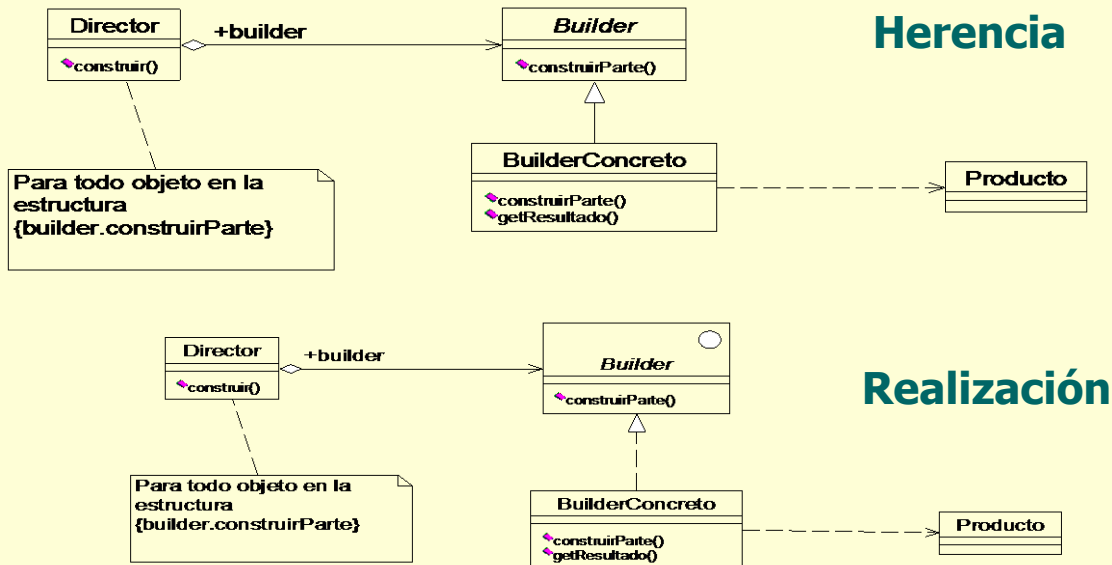 Director
+builder
Builder
Herencia
construir()
construirParte()
BuilderConcreto
construirParte()
getResultado()
Producto
Para todo objeto en la
estructura
{builder.construirParte}
Director
+builder
Builder
construir()
construirParte()
Realización
Para todo objeto en la
estructura
{builder.construirParte}
BuilderConcreto
construirParte()
getResultado()
Producto